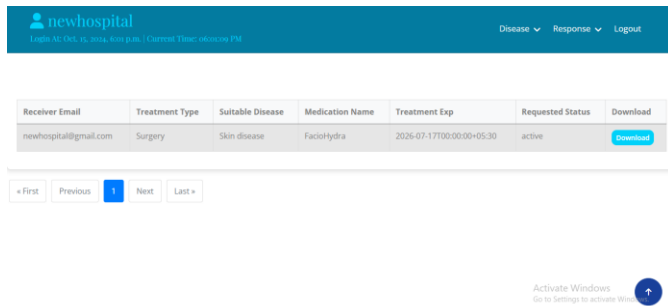 newhospital
Login At: Oct. 15, 2024, 6:01 p.m. | Current Time: 06:01:09 PM
Disease Response Logout
Receiver Email Treatment Type Suitable Disease Medication Name Treatment Exp Requested Status Download
newhospital@gmail.com Surgery Skin disease FacioHydra 2026-07-17T00:00:00+05:30 active Download
« First Previous 1 Next Last »
Activate Windows
Go to Settings to activate Windows.